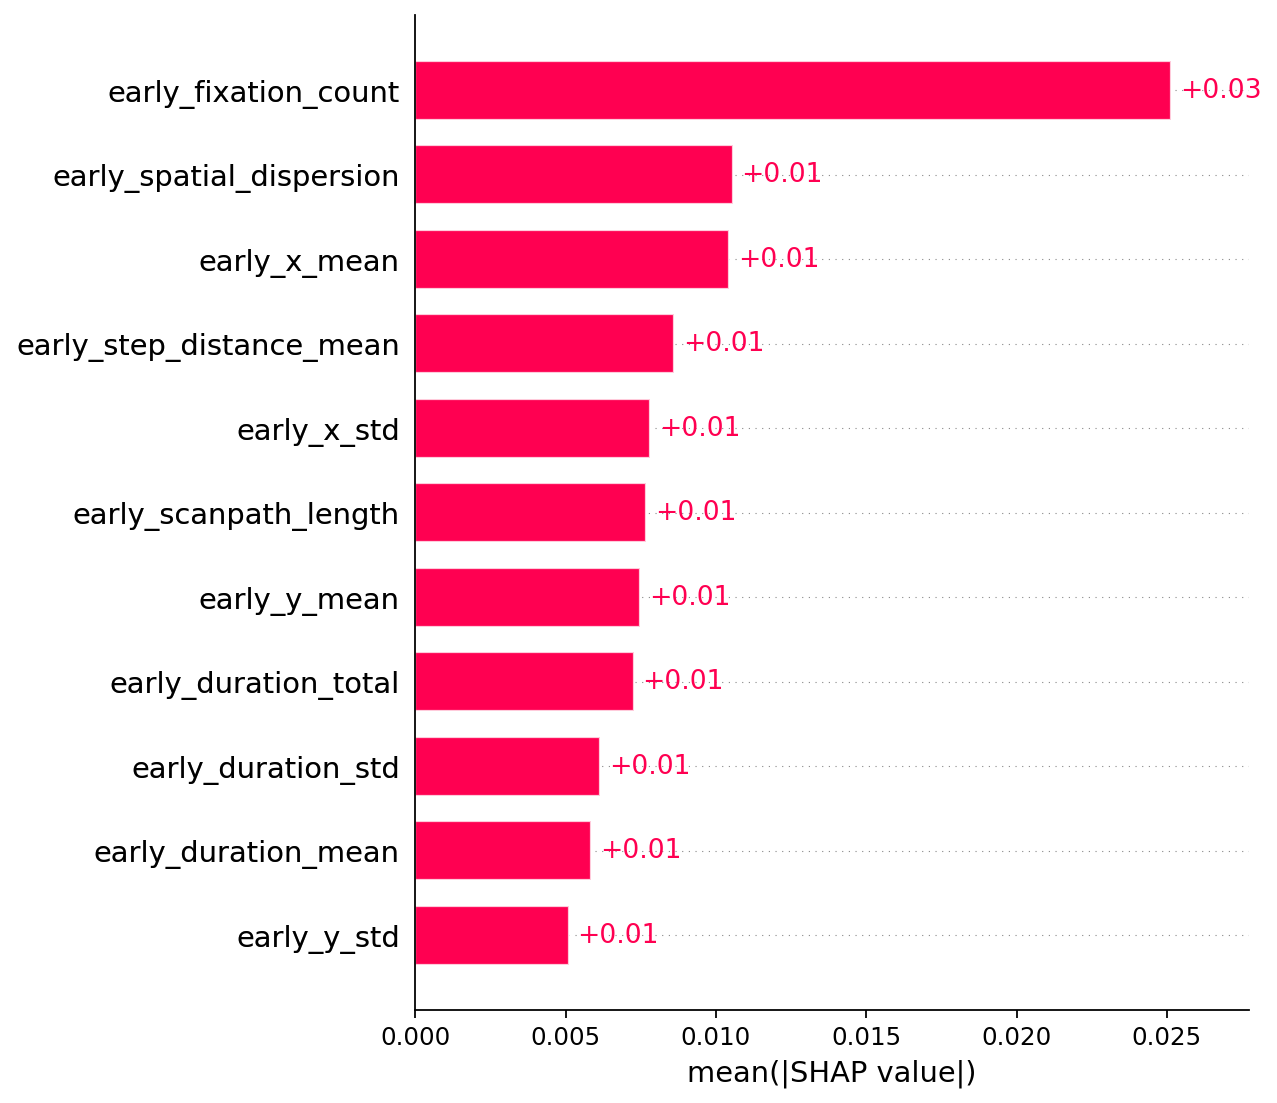 early_fixation_count +0.03
early_spatial_dispersion +0.01
early_x_mean +0.01
early_step_distance_mean +0.01
early_x_std +0.01
early_scanpath_length +0.01
early_y_mean +0.01
early_duration_total +0.01
early_duration_std +0.01
early_duration_mean +0.01
early_y_std +0.01
0.000 0.005 0.010 0.015 0.020 0.025
mean(|SHAP value|)